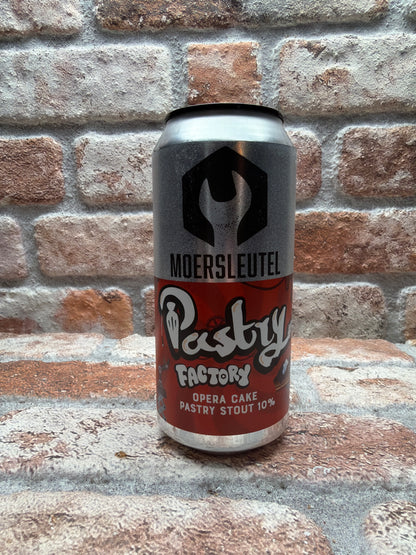 MOERSLEUTEL
Pastry
FACTORY
OPERA CAKE
PASTRY STOUT 10%